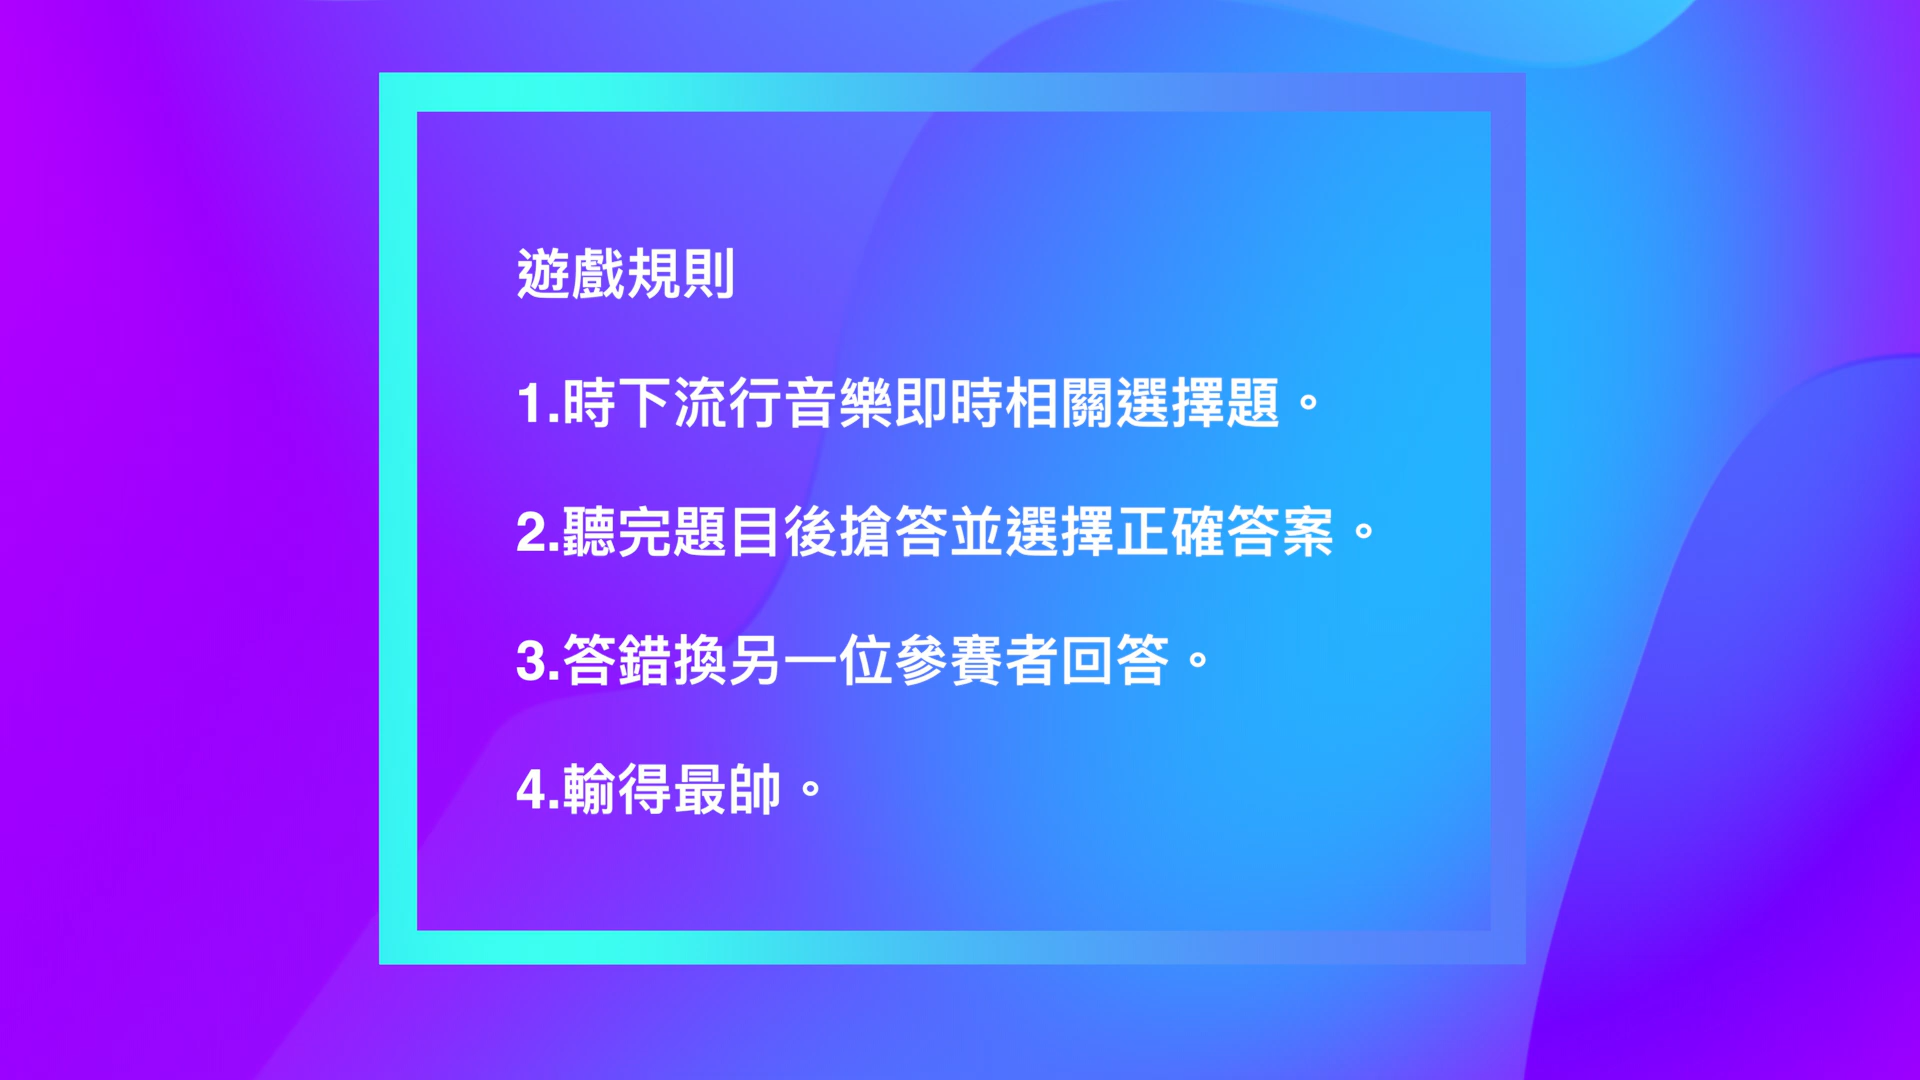 遊戲規則
1.時下流行音樂即時相關選擇題。
2.聽完題目後搶答並選擇正確答案。
3.答錯換另一位參賽者回答。
4.輸得最帥。